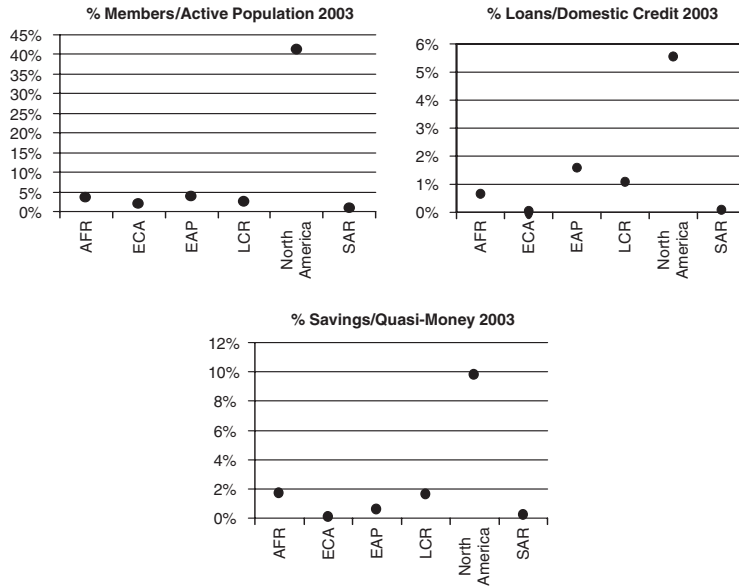 % Members/Active Population 2003
45%
40%
35%
30%
25%
20%
15%
10%
5%
0%
AFR
ECA
EAP
LCR
North
America
SAR
% Loans/Domestic Credit 2003
6%
5%
4%
3%
2%
1%
0%
AFR
ECA
EAP
LCR
North
America
SAR
% Savings/Quasi-Money 2003
12%
10%
8%
6%
4%
2%
0%
AFR
ECA
EAP
LCR
North
America
SAR